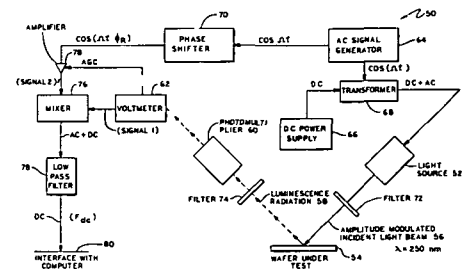 50
AMPLIFIER
78
AGC
COS(Ωt ϕR)
70
PHASE
SHIFTER
COS Ωt
AC SIGNAL
GENERATOR
64
COS(Ωt)
(SIGNAL 2)
76
MIXER
62
VOLTMETER
(SIGNAL 1)
DC
TRANSFORMER
68
DC+AC
DC POWER
SUPPLY
66
PHOTOMULTI
PLIER 60
AC+DC
78
LOW
PASS
FILTER
LIGHT
SOURCE 52
FILTER 74
LUMINESCENCE
RADIATION 58
FILTER 72
AMPLITUDE MODULATED
INCIDENT LIGHT BEAM 56
λ=250 nm
DC
(Fdc)
80
INTERFACE WITH
COMPUTER
54
WAFER UNDER
TEST